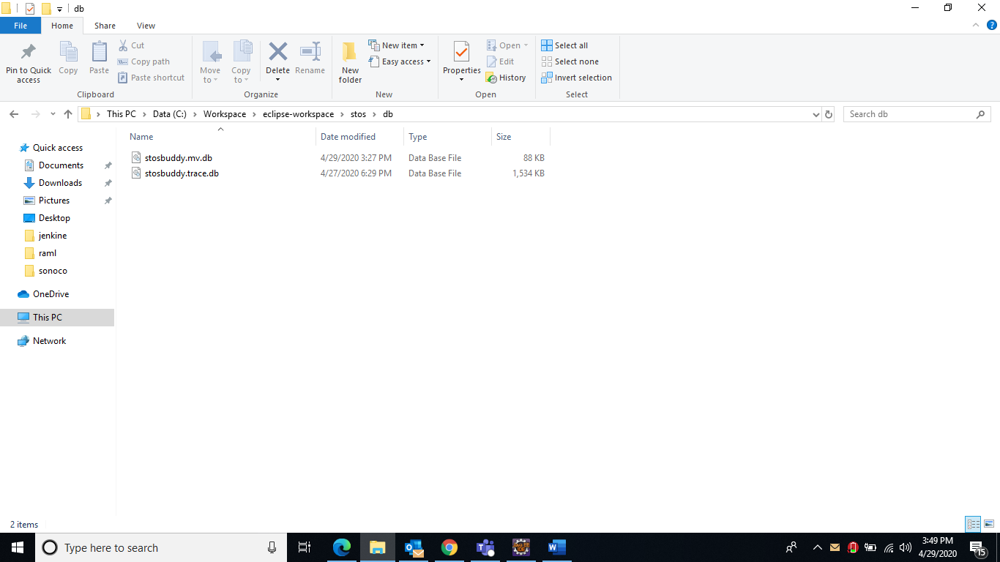 db
File Home Share View
Pin to Quick access
Copy
Paste
Cut
Copy path
Paste shortcut
Clipboard
Move to
Copy to
Delete
Rename
Organize
New folder
New item
Easy access
New
Properties
Open
Edit
History
Open
Select all
Select none
Invert selection
Select
This PC Data (C:) Workspace eclipse-workspace stos db
Search db
Name Date modified Type Size
stosbuddy.mv.db 4/29/2020 3:27 PM Data Base File 88 KB
stosbuddy.trace.db 4/27/2020 6:29 PM Data Base File 1,534 KB
Quick access
Documents
Downloads
Pictures
Desktop
jenkine
raml
sonoco
OneDrive
This PC
Network
2 items
Type here to search
JAVA EE
IDE
3:49 PM
4/29/2020
15